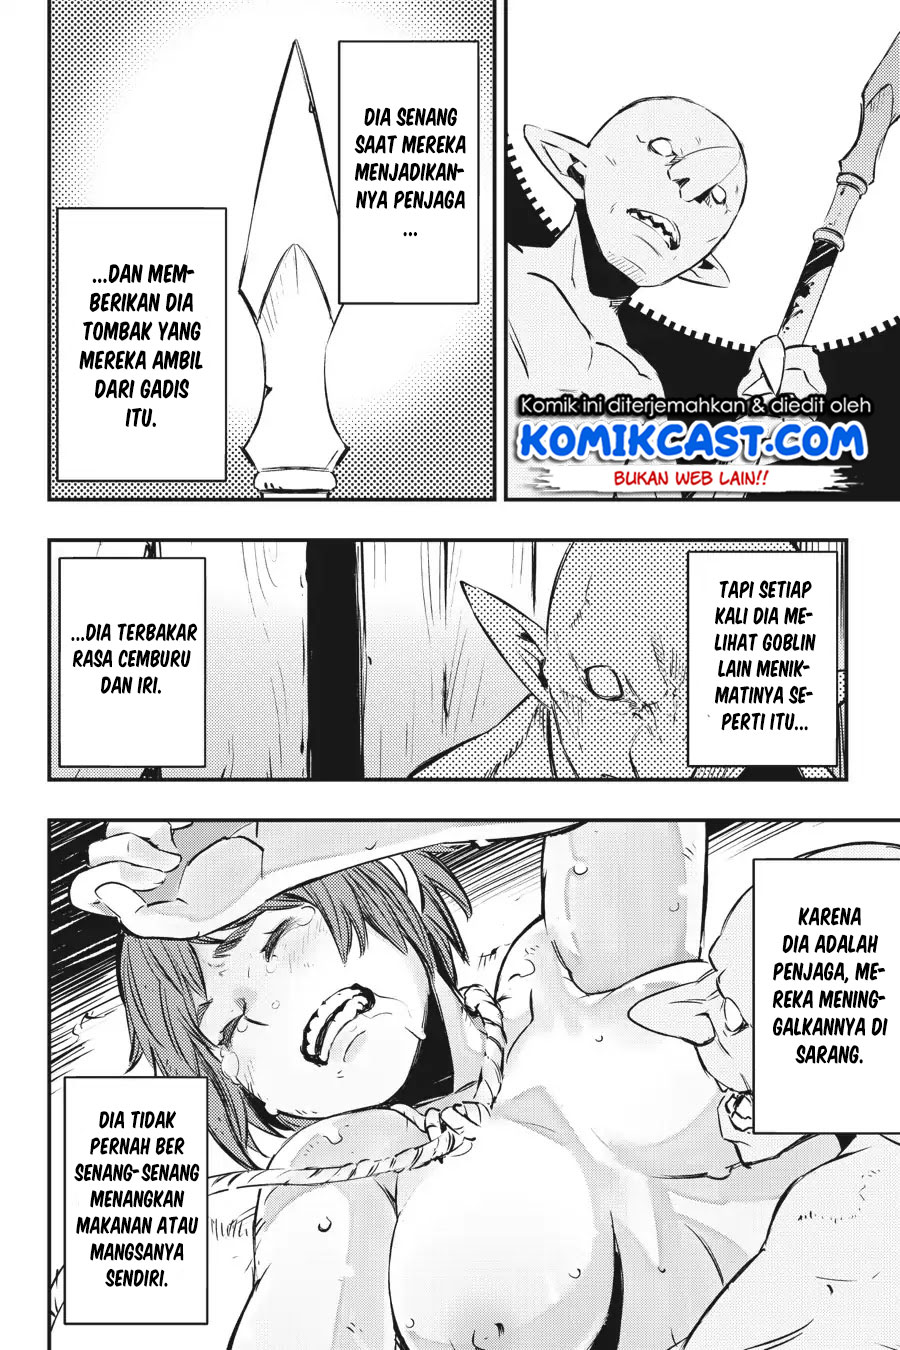 DIA SENANG
SAAT MEREKA
MENJADIKAN-
NYA PENJAGA
...
...DAN MEM-
BERIKAN DIA
TOMBAK YANG
MEREKA AMBIL
DARI GADIS
ITU.
Komik ini diterjemahkan & diedit oleh
KOMIKCAST.COM
BUKAN WEB LAIN!!
TAPI SETIAP
KALI DIA ME-
LIHAT GOBLIN
LAIN MENIK-
MATINYA SE-
PERTI ITU...
...DIA TERBAKAR
RASA CEMBURU
DAN IRI.
KARENA
DIA ADALAH
PENJAGA, ME-
REKA MENING-
GALKANNYA DI
SARANG.
DIA TIDAK
PERNAH BER
SENANG-SENANG
MENANGKAN
MAKANAN ATAU
MANGSANYA
SENDIRI.